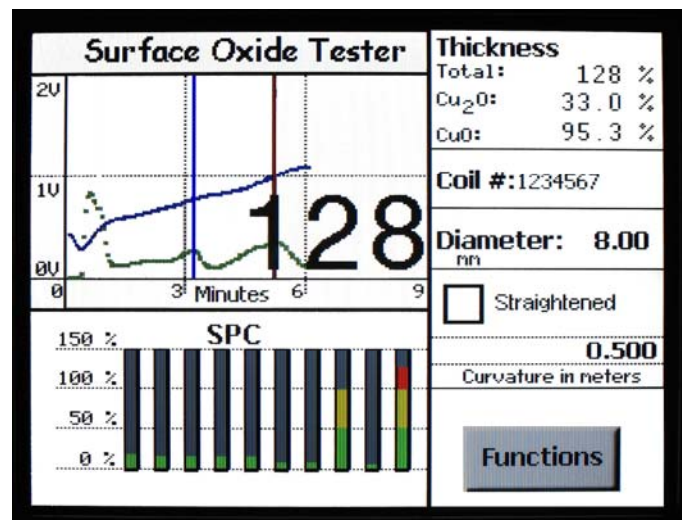 Surface Oxide Tester
2V
1V
0V
0
3
Minutes
6
9
128
SPC
150 %
100 %
50 %
0 %
Thickness
Total: 128 %
Cu₂O: 33.0 %
CuO: 95.3 %
Coil #:1234567
Diameter: 8.00
mm
Straightened
0.500
Curvature in meters
Functions